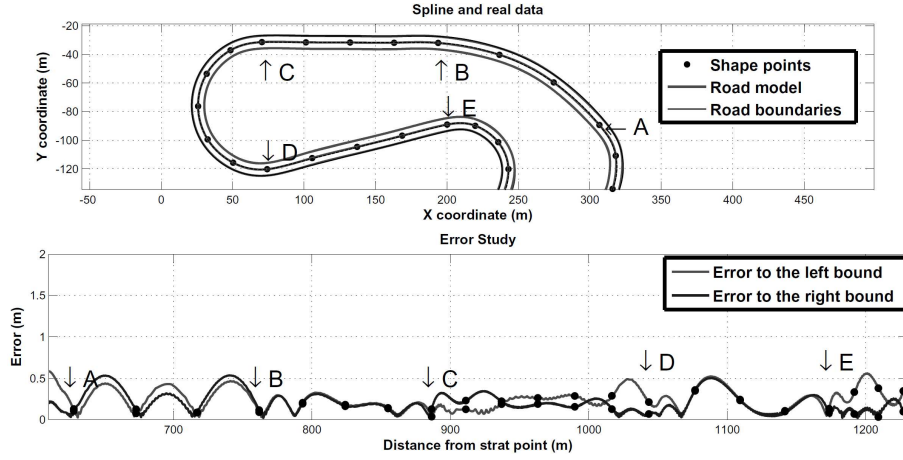 Spline and real data
-20
-40
-60
-80
-100
-120
Y coordinate (m)
C
B
E
D
A
Shape points
Road model
Road boundaries
-50
0
50
100
150
200
250
300
350
400
450
X coordinate (m)
Error Study
2
1.5
1
0.5
0
Error (m)
Error to the left bound
Error to the right bound
A
B
C
D
E
700
800
900
1000
1100
1200
Distance from strat point (m)